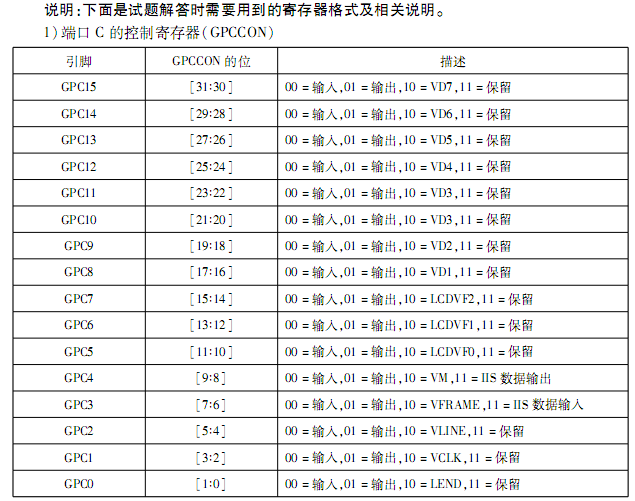 说明:下面是试题解答时需要用到的寄存器格式及相关说明。
1)端口 C 的控制寄存器(GPCCON)
引脚 GPCCON 的位 描述
GPC15 [31:30] 00 = 输入,01 = 输出,10 = VD7,11 = 保留
GPC14 [29:28] 00 = 输入,01 = 输出,10 = VD6,11 = 保留
GPC13 [27:26] 00 = 输入,01 = 输出,10 = VD5,11 = 保留
GPC12 [25:24] 00 = 输入,01 = 输出,10 = VD4,11 = 保留
GPC11 [23:22] 00 = 输入,01 = 输出,10 = VD3,11 = 保留
GPC10 [21:20] 00 = 输入,01 = 输出,10 = VD3,11 = 保留
GPC9 [19:18] 00 = 输入,01 = 输出,10 = VD2,11 = 保留
GPC8 [17:16] 00 = 输入,01 = 输出,10 = VD1,11 = 保留
GPC7 [15:14] 00 = 输入,01 = 输出,10 = LCDVF2,11 = 保留
GPC6 [13:12] 00 = 输入,01 = 输出,10 = LCDVF1,11 = 保留
GPC5 [11:10] 00 = 输入,01 = 输出,10 = LCDVF0,11 = 保留
GPC4 [9:8] 00 = 输入,01 = 输出,10 = VM,11 = IIS 数据输出
GPC3 [7:6] 00 = 输入,01 = 输出,10 = VFRAME,11 = IIS 数据输入
GPC2 [5:4] 00 = 输入,01 = 输出,10 = VLINE,11 = 保留
GPC1 [3:2] 00 = 输入,01 = 输出,10 = VCLK,11 = 保留
GPC0 [1:0] 00 = 输入,01 = 输出,10 = LEND,11 = 保留